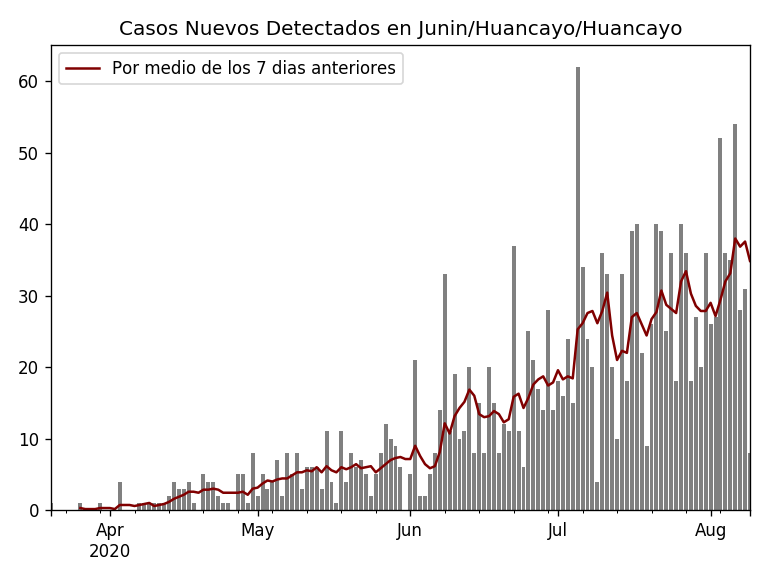 Casos Nuevos Detectados en Junin/Huancayo/Huancayo
Por medio de los 7 dias anteriores
60
50
40
30
20
10
0
Apr
2020
May
Jun
Jul
Aug